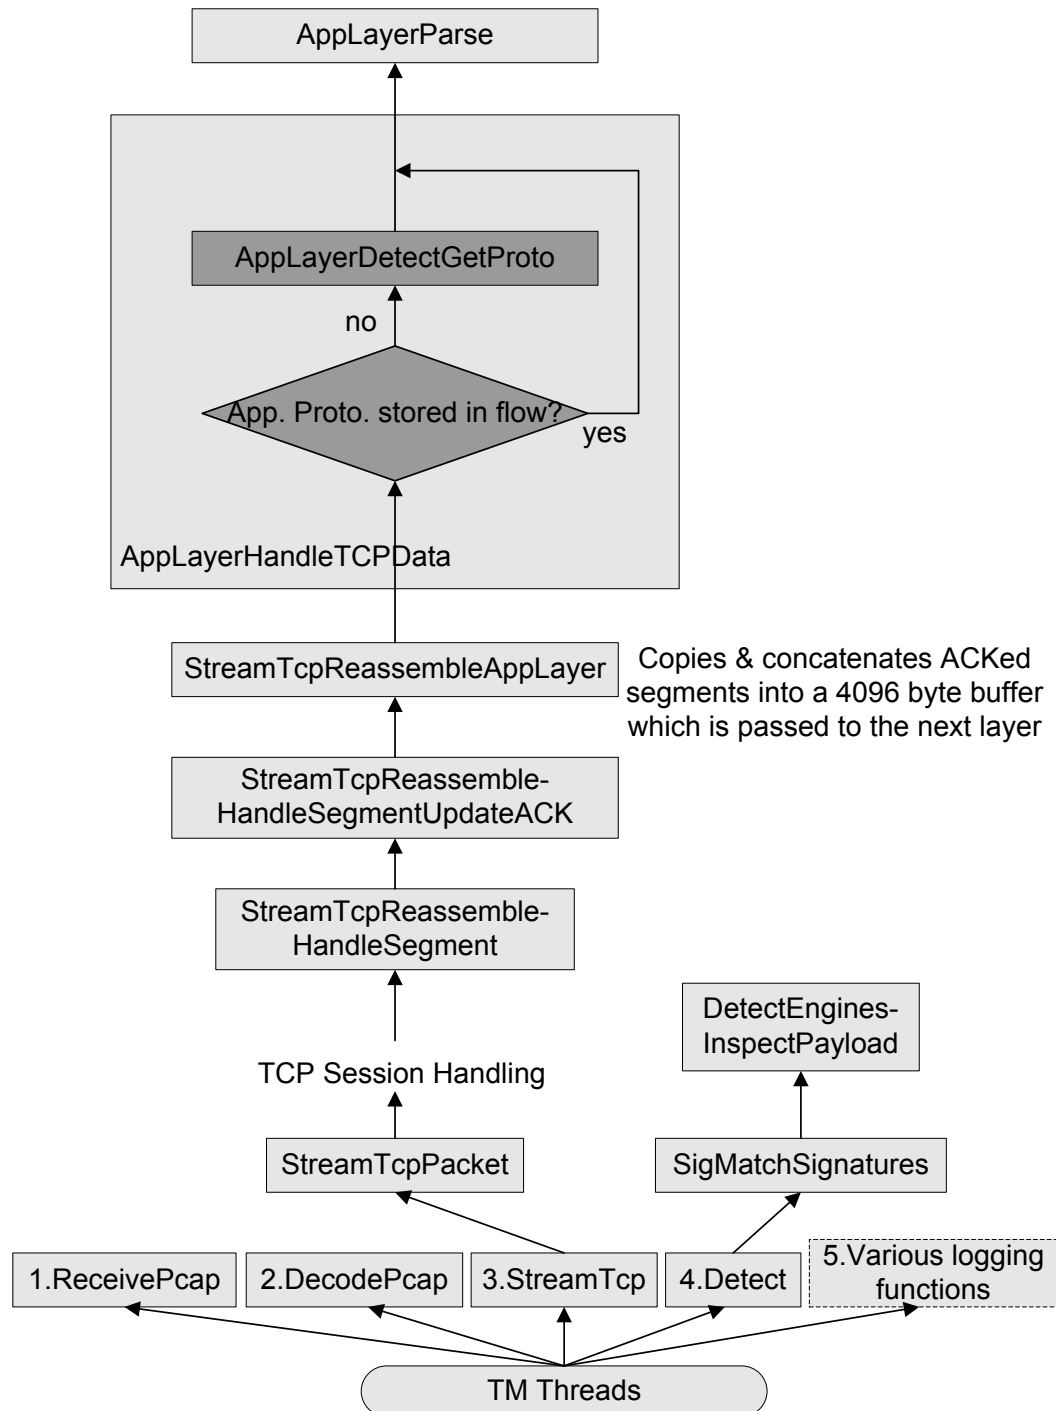 AppLayerParse
AppLayerDetectGetProto
no
App. Proto. stored in flow?
yes
AppLayerHandleTCPData
StreamTcpReassembleAppLayer
Copies & concatenates ACKed
segments into a 4096 byte buffer
which is passed to the next layer
StreamTcpReassemble-
HandleSegmentUpdateACK
StreamTcpReassemble-
HandleSegment
DetectEngines-
InspectPayload
TCP Session Handling
StreamTcpPacket
SigMatchSignatures
1.ReceivePcap
2.DecodePcap
3.StreamTcp
4.Detect
5.Various logging
functions
TM Threads